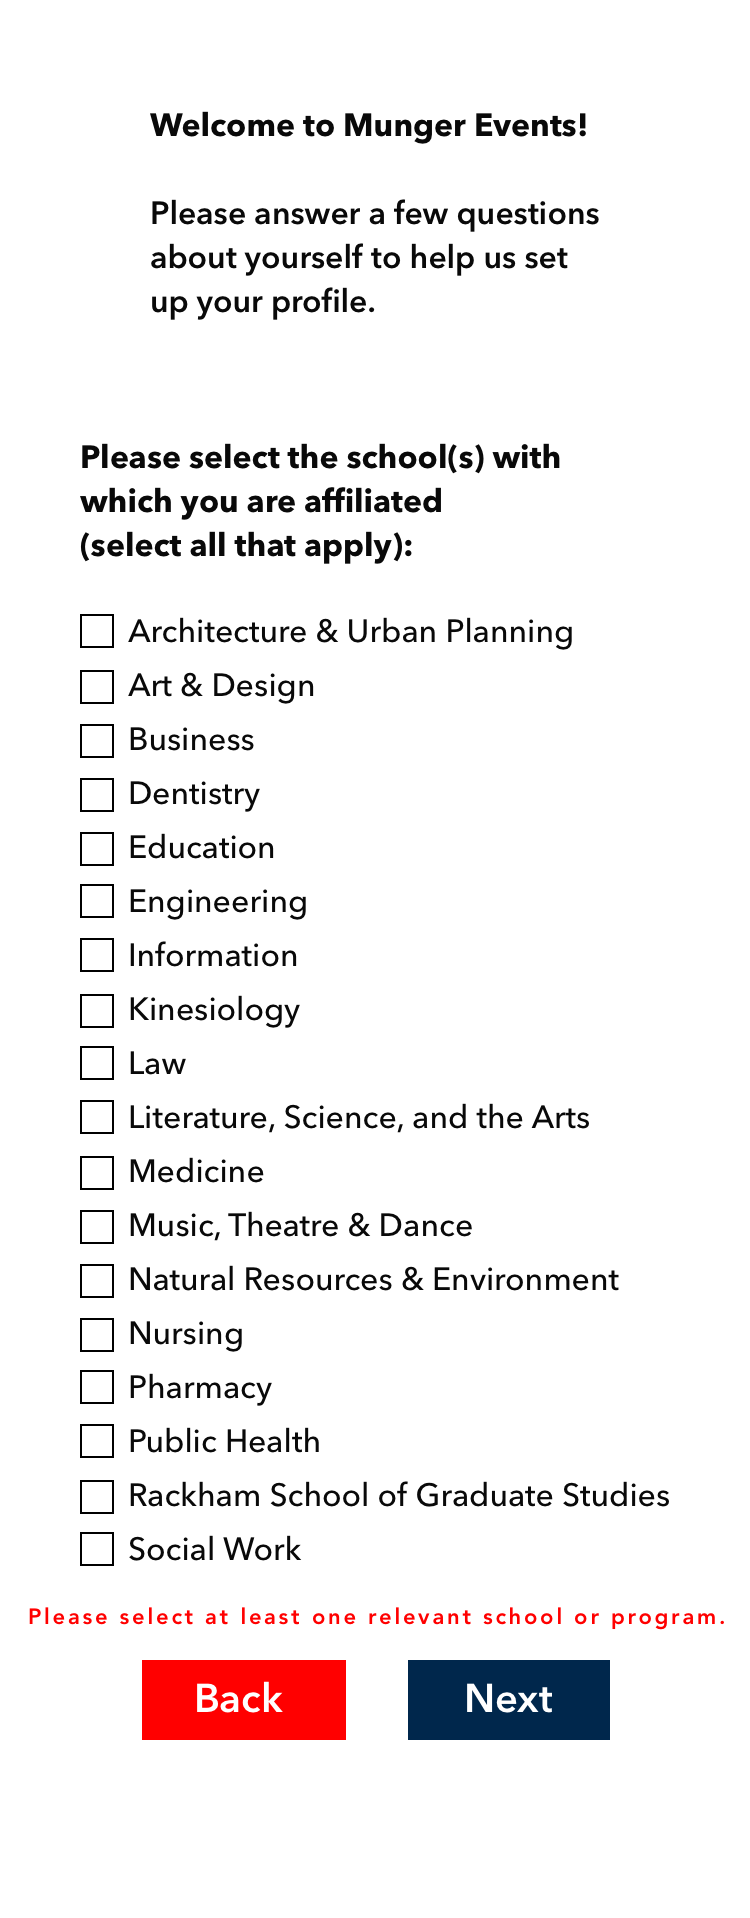 Welcome to Munger Events!
Please answer a few questions
about yourself to help us set
up your profile.
Please select the school(s) with
which you are affiliated
(select all that apply):
Architecture & Urban Planning
Art & Design
Business
Dentistry
Education
Engineering
Information
Kinesiology
Law
Literature, Science, and the Arts
Medicine
Music, Theatre & Dance
Natural Resources & Environment
Nursing
Pharmacy
Public Health
Rackham School of Graduate Studies
Social Work
Please select at least one relevant school or program.
Back Next